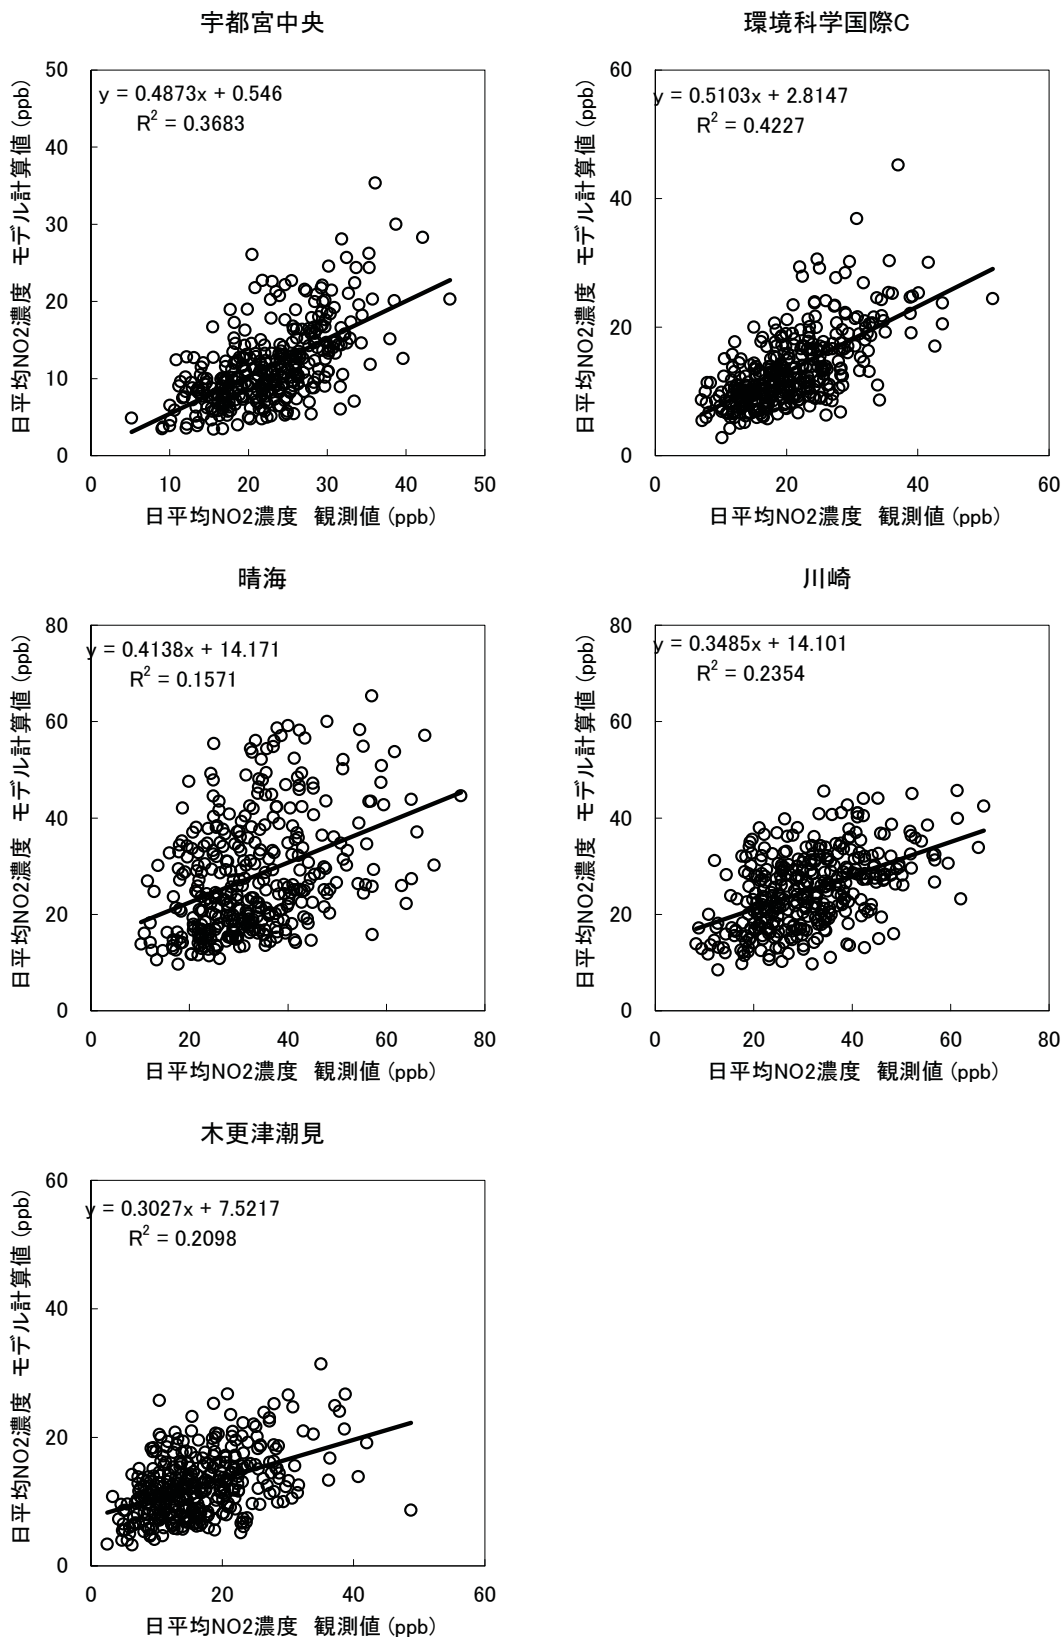 宇都宮中央
y = 0.4873x + 0.546
R² = 0.3683
日平均NO2濃度 モデル計算値 (ppb)
50
40
30
20
10
0
0 10 20 30 40 50
日平均NO2濃度 観測値 (ppb)
環境科学国際C
y = 0.5103x + 2.8147
R² = 0.4227
日平均NO2濃度 モデル計算値 (ppb)
60
40
20
0
0 20 40 60
日平均NO2濃度 観測値 (ppb)
晴海
y = 0.4138x + 14.171
R² = 0.1571
日平均NO2濃度 モデル計算値 (ppb)
80
60
40
20
0
0 20 40 60 80
日平均NO2濃度 観測値 (ppb)
川崎
y = 0.3485x + 14.101
R² = 0.2354
日平均NO2濃度 モデル計算値 (ppb)
80
60
40
20
0
0 20 40 60 80
日平均NO2濃度 観測値 (ppb)
木更津潮見
y = 0.3027x + 7.5217
R² = 0.2098
日平均NO2濃度 モデル計算値 (ppb)
60
40
20
0
0 20 40 60
日平均NO2濃度 観測値 (ppb)